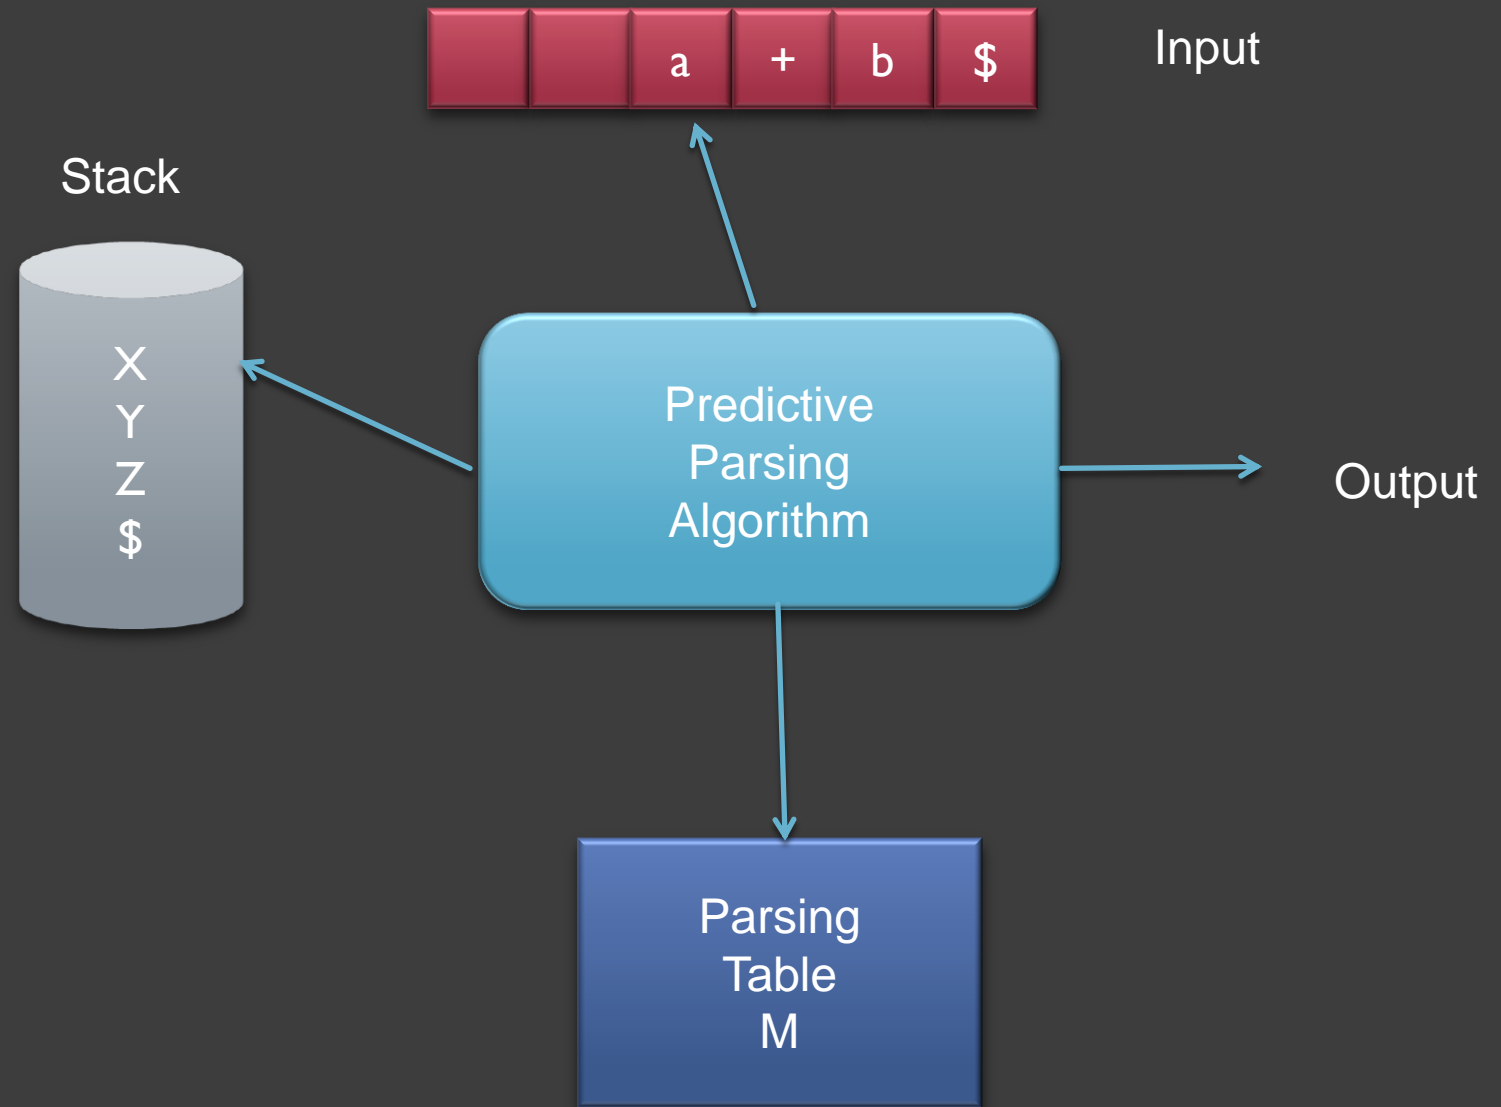 a + b $
Input
Stack
X
Y
Z
$
Predictive
Parsing
Algorithm
Output
Parsing
Table
M